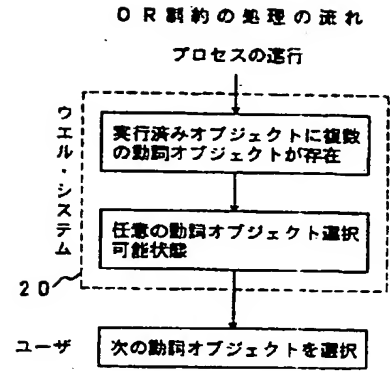 OR制約の処理の流れ
プロセスの進行
ウエル・システム
実行済みオブジェクトに複数
の動詞オブジェクトが存在
任意の動詞オブジェクト選択
可能状態
20
ユーザ
次の動詞オブジェクトを選択